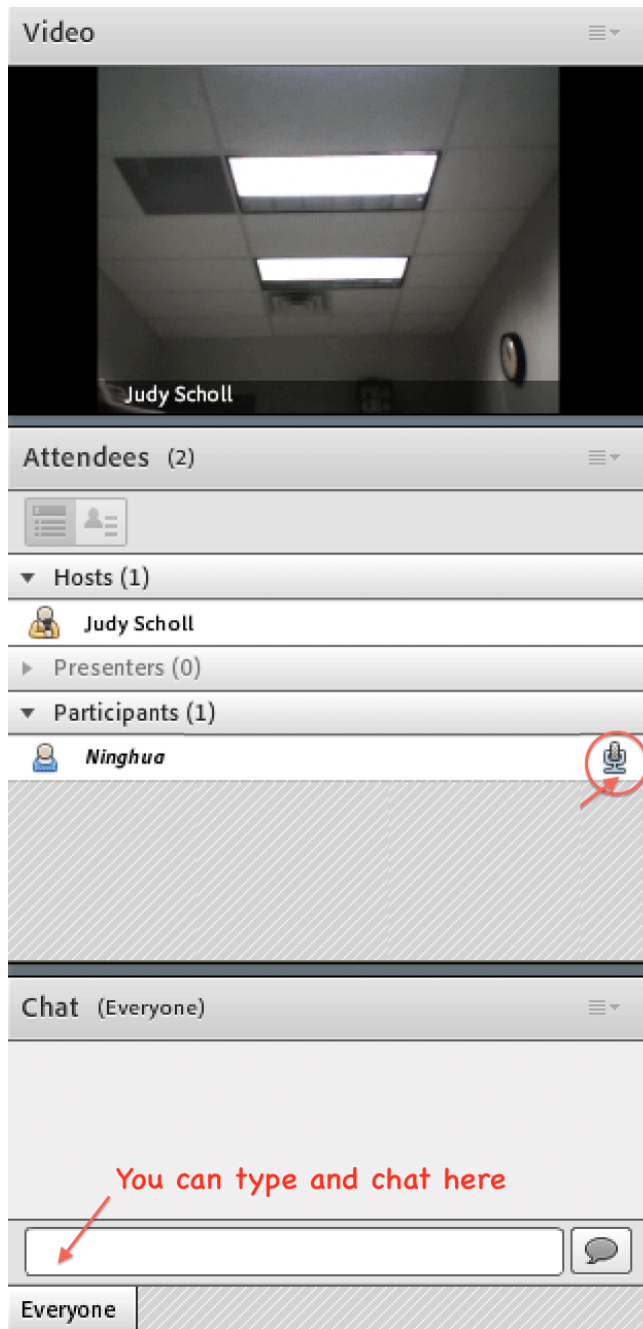 Video
Judy Scholl
Attendees (2)
Hosts (1)
Judy Scholl
Presenters (0)
Participants (1)
Ninghua
Chat (Everyone)
You can type and chat here
Everyone